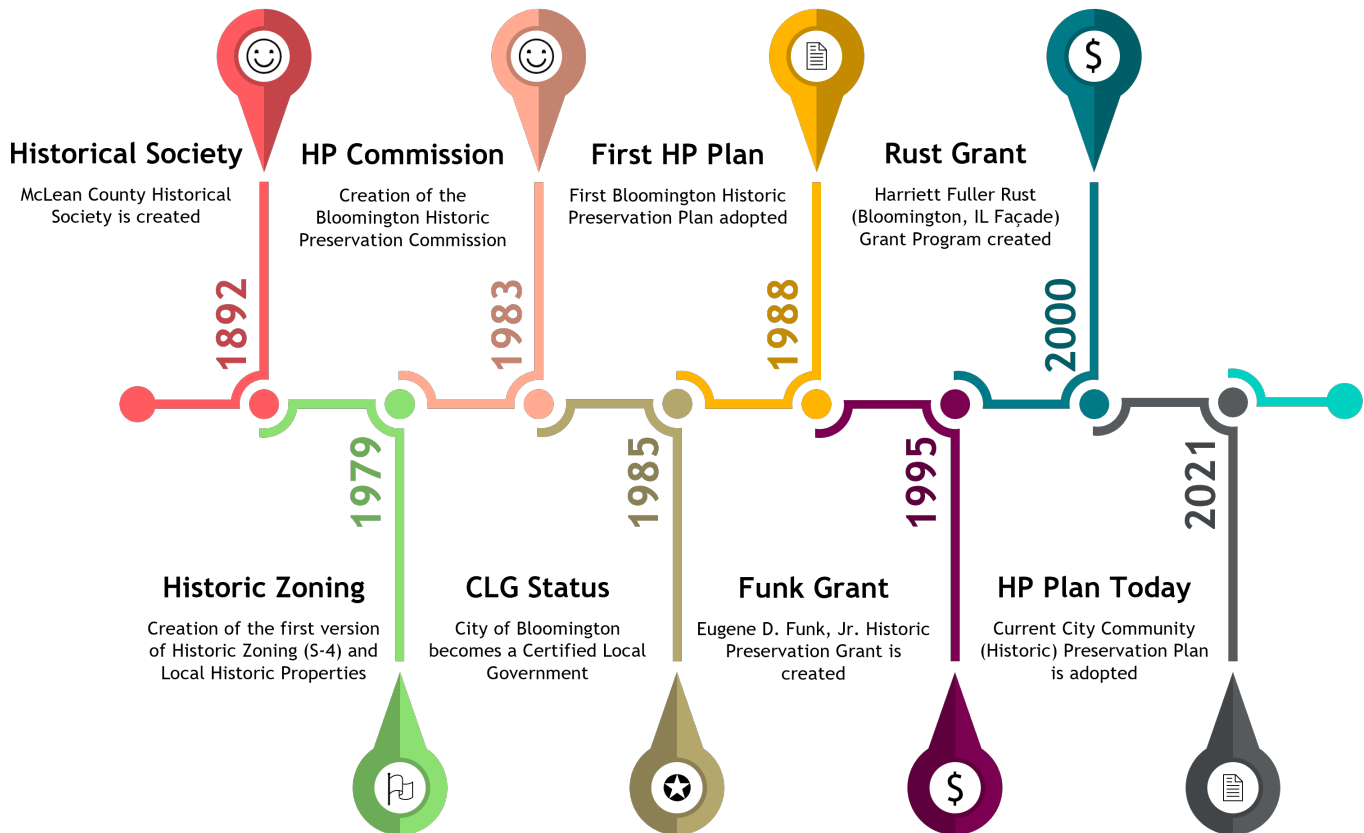 Historical Society
McLean County Historical
Society is created
1892
HP Commission
Creation of the
Bloomington Historic
Preservation Commission
1983
First HP Plan
First Bloomington Historic
Preservation Plan adopted
1988
Rust Grant
Harriett Fuller Rust
(Bloomington, IL Façade)
Grant Program created
2000
$
1979
Historic Zoning
Creation of the first version
of Historic Zoning (S-4) and
Local Historic Properties
1985
CLG Status
City of Bloomington
becomes a Certified Local
Government
1995
Funk Grant
Eugene D. Funk, Jr. Historic
Preservation Grant is
created
$
2021
HP Plan Today
Current City Community
(Historic) Preservation Plan
is adopted